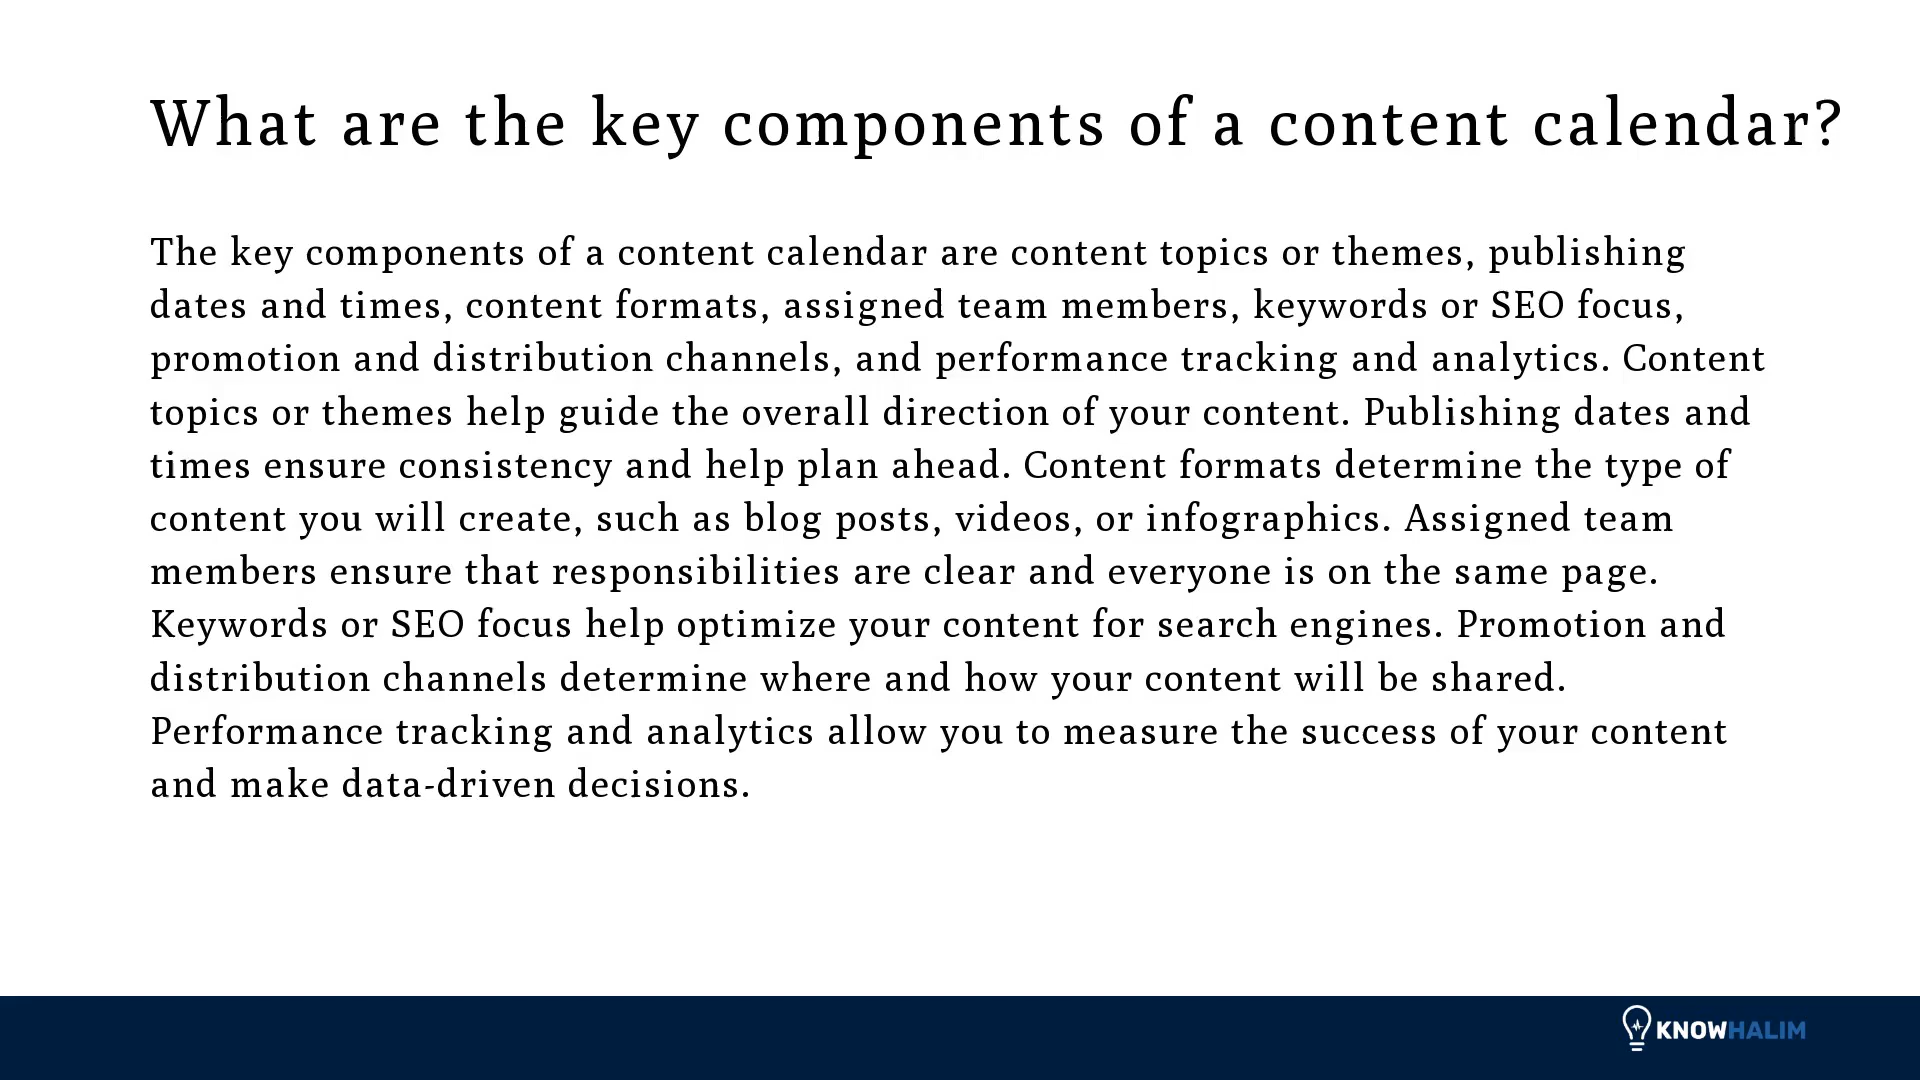 What are the key components of a content calendar?
The key components of a content calendar are content topics or themes, publishing
dates and times, content formats, assigned team members, keywords or SEO focus,
promotion and distribution channels, and performance tracking and analytics. Content
topics or themes help guide the overall direction of your content. Publishing dates and
times ensure consistency and help plan ahead. Content formats determine the type of
content you will create, such as blog posts, videos, or infographics. Assigned team
members ensure that responsibilities are clear and everyone is on the same page.
Keywords or SEO focus help optimize your content for search engines. Promotion and
distribution channels determine where and how your content will be shared.
Performance tracking and analytics allow you to measure the success of your content
and make data-driven decisions.
KNOWHALIM